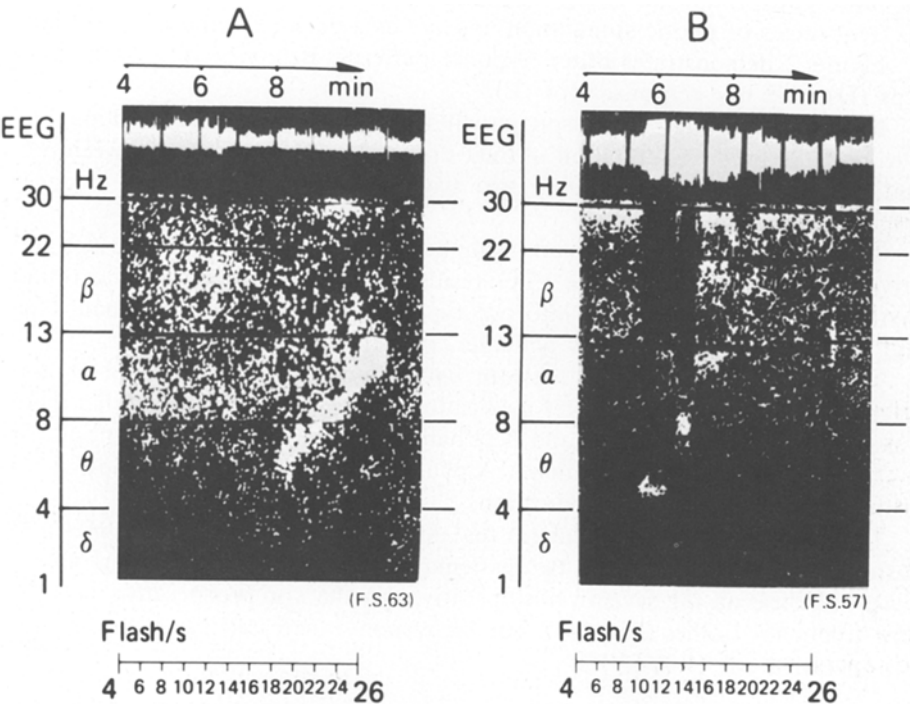 A
4 6 8 min
EEG
Hz
30
22
β
13
α
8
θ
4
δ
1
(F.S.63)
Flash/s
4 6 8 10 12 14 16 18 20 22 24 26
B
4 6 8 min
EEG
Hz
30
22
β
13
α
8
θ
4
δ
1
(F.S.57)
Flash/s
4 6 8 10 12 14 16 18 20 22 24 26